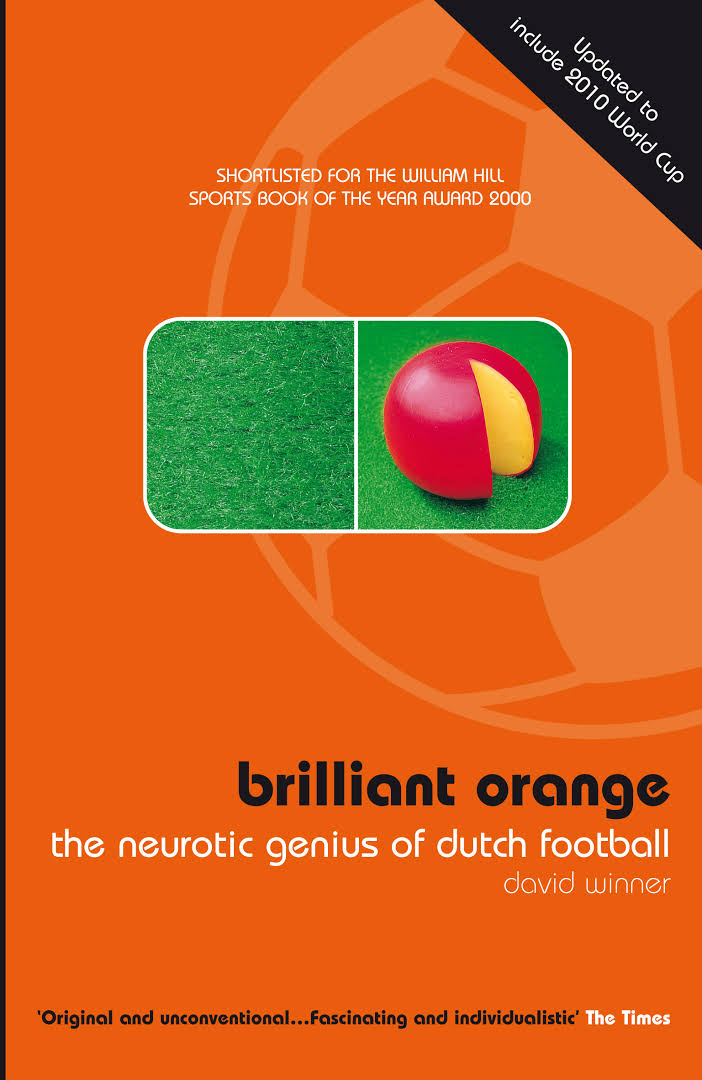 Updated to
include 2010 World Cup
SHORTLISTED FOR THE WILLIAM HILL
SPORTS BOOK OF THE YEAR AWARD 2000
brilliant orange
the neurotic genius of dutch football
david winner
‘Original and unconventional...Fascinating and individualistic’ The Times